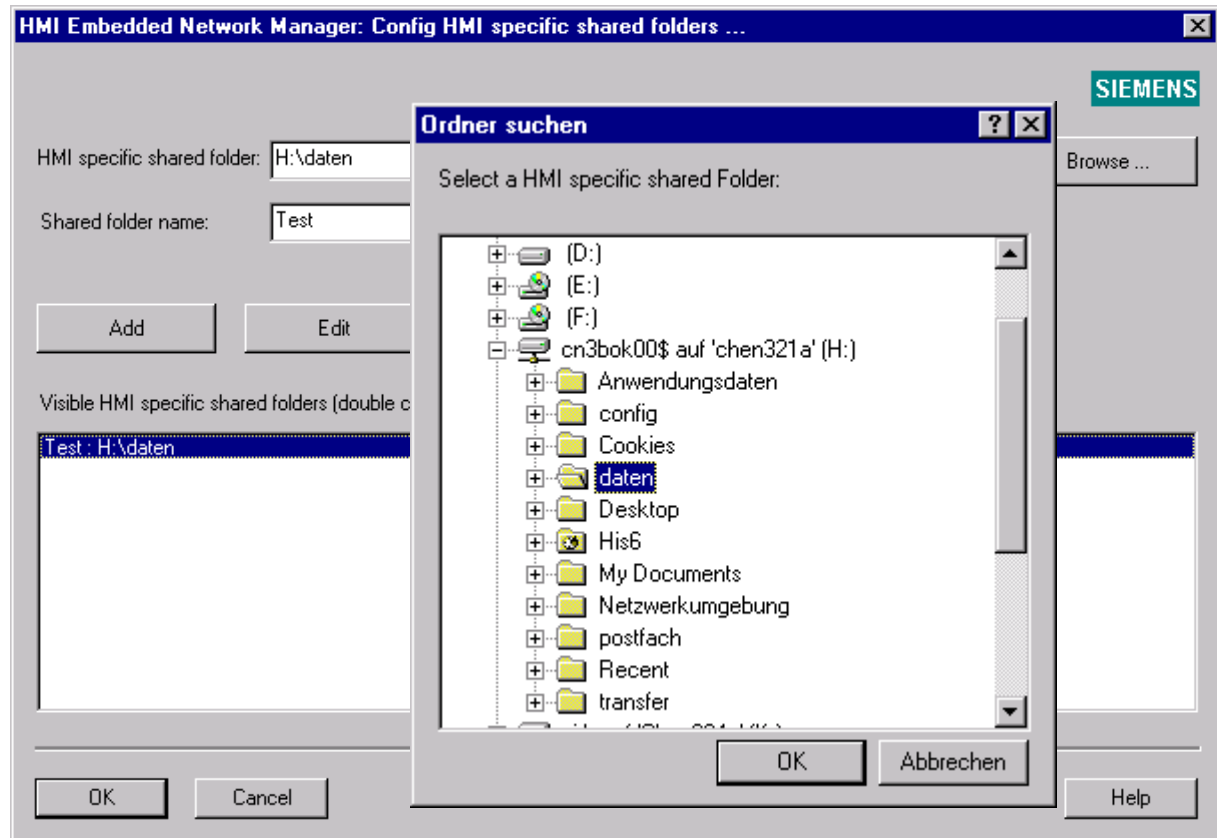 HMI Embedded Network Manager: Config HMI specific shared folders ...
SIEMENS
HMI specific shared folder:
H:\daten
Browse ...
Shared folder name:
Test
Add
Edit
Visible HMI specific shared folders (double c
Test : H:\daten
OK
Cancel
Help
Ordner suchen
Select a HMI specific shared Folder:
(D:)
(E:)
(F:)
cn3bok00$ auf 'chen321a' (H:)
Anwendungsdaten
config
Cookies
daten
Desktop
His6
My Documents
Netzwerkumgebung
postfach
Recent
transfer
OK
Abbrechen